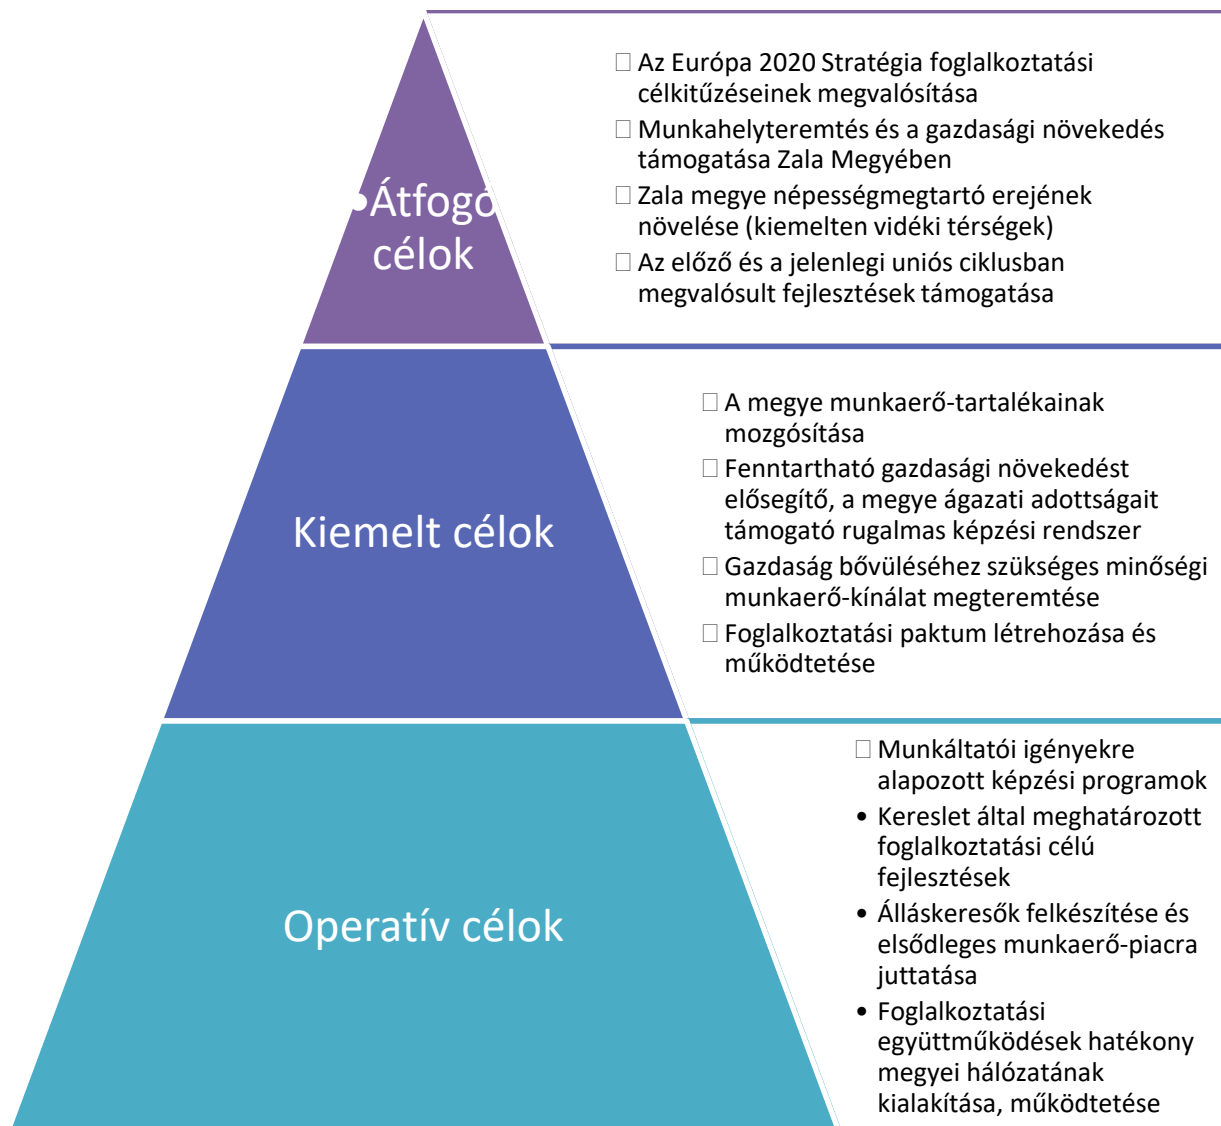 •Átfogó
célok
□ Az Európa 2020 Stratégia foglalkoztatási
célkitűzéseinek megvalósítása
□ Munkahelyteremtés és a gazdasági növekedés
támogatása Zala Megyében
□ Zala megye népességmegtartó erejének
növelése (kiemelten vidéki térségek)
□ Az előző és a jelenlegi uniós ciklusban
megvalósult fejlesztések támogatása
Kiemelt célok
□ A megye munkaerő-tartalékainak
mozgósítása
□ Fenntartható gazdasági növekedést
elősegítő, a megye ágazati adottságait
támogató rugalmas képzési rendszer
□ Gazdaság bővüléséhez szükséges minőségi
munkaerő-kínálat megteremtése
□ Foglalkoztatási paktum létrehozása és
működtetése
Operatív célok
□ Munkáltatói igényekre
alapozott képzési programok
• Kereslet által meghatározott
foglalkoztatási célú
fejlesztések
• Álláskeresők felkészítése és
elsődleges munkaerő-piacra
juttatása
• Foglalkoztatási
együttműködések hatékony
megyei hálózatának
kialakítása, működtetése